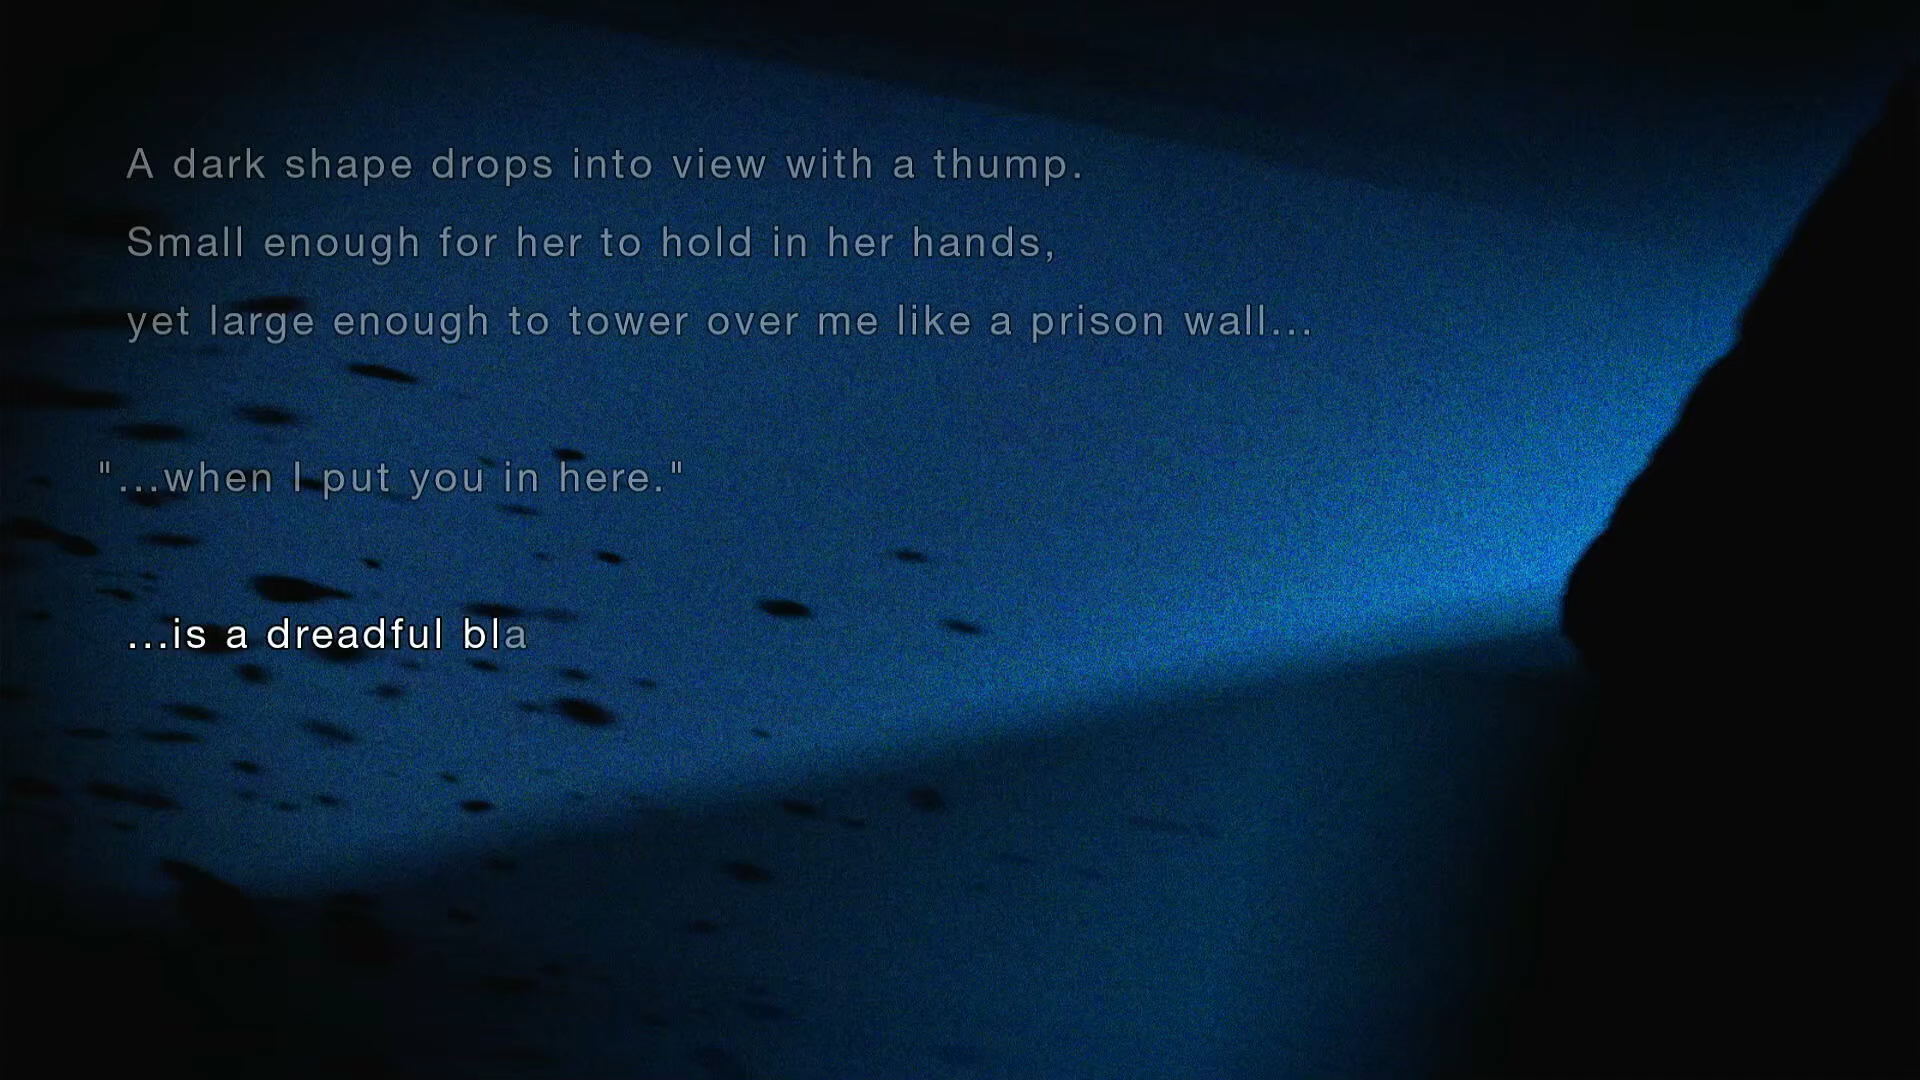 A dark shape drops into view with a thump.
Small enough for her to hold in her hands,
yet large enough to tower over me like a prison wall...
"...when I put you in here."
...is a dreadful bla